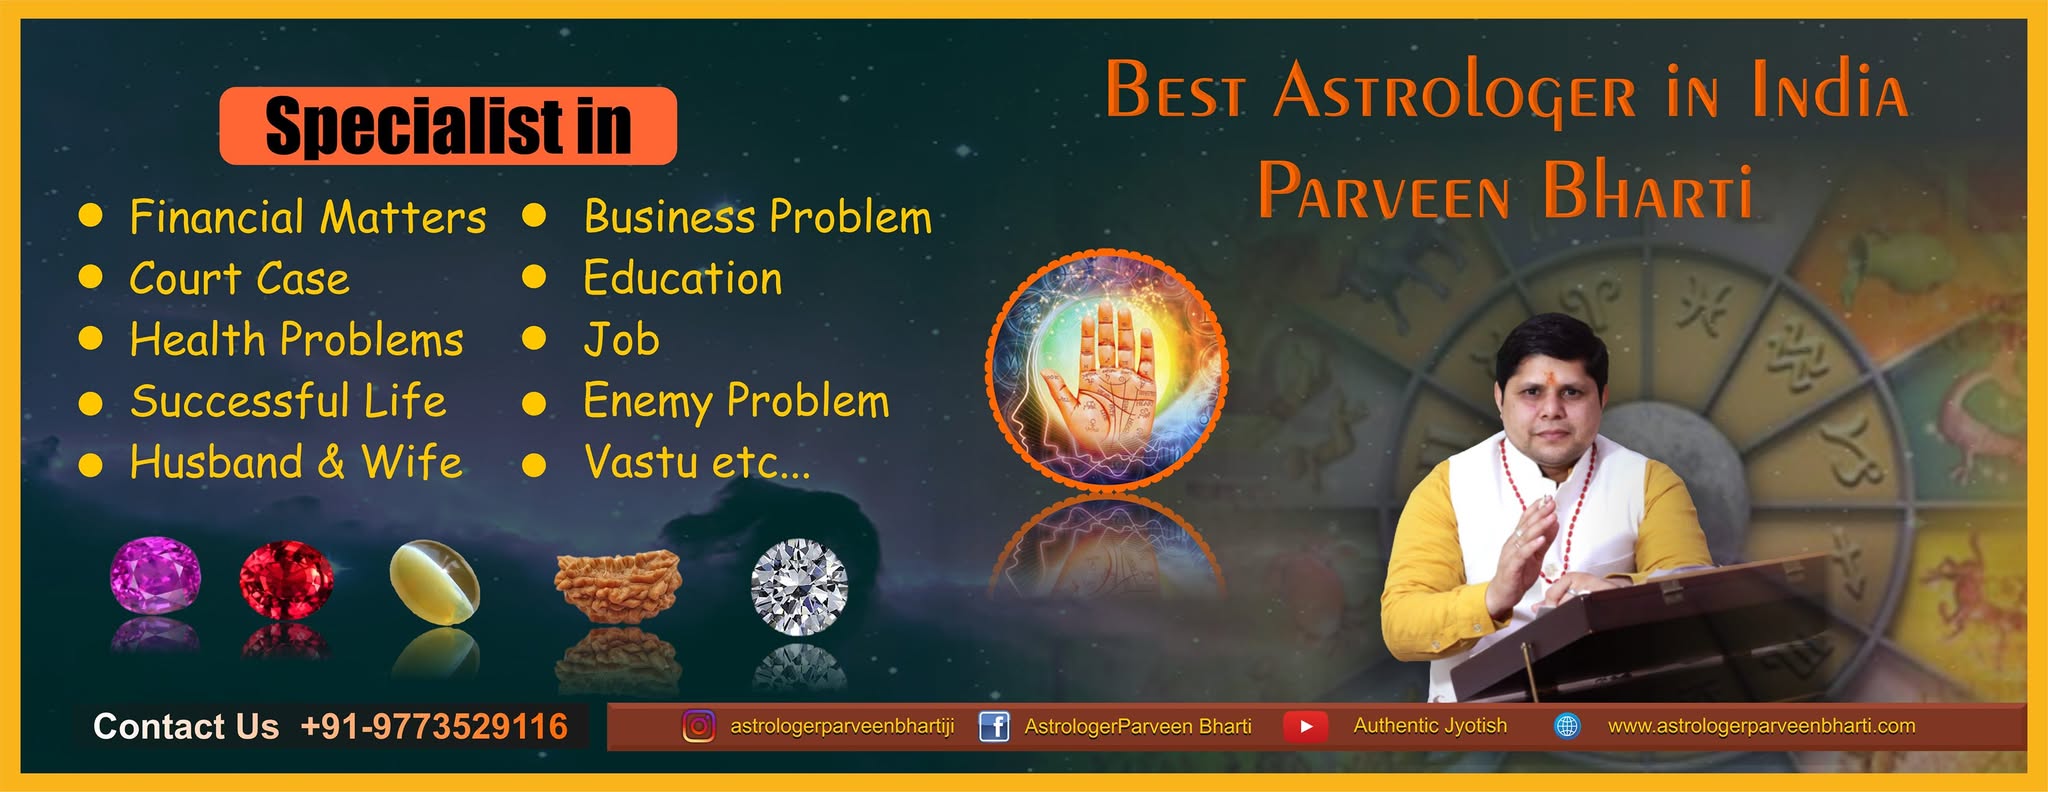 Specialist in
Financial Matters
Court Case
Health Problems
Successful Life
Husband & Wife
Business Problem
Education
Job
Enemy Problem
Vastu etc...
Best Astrologer in India
Parveen Bharti
Contact Us +91-9773529116
astrologerparveenbhartiji
AstrologerParveen Bharti
Authentic Jyotish
www.astrologerparveenbharti.com